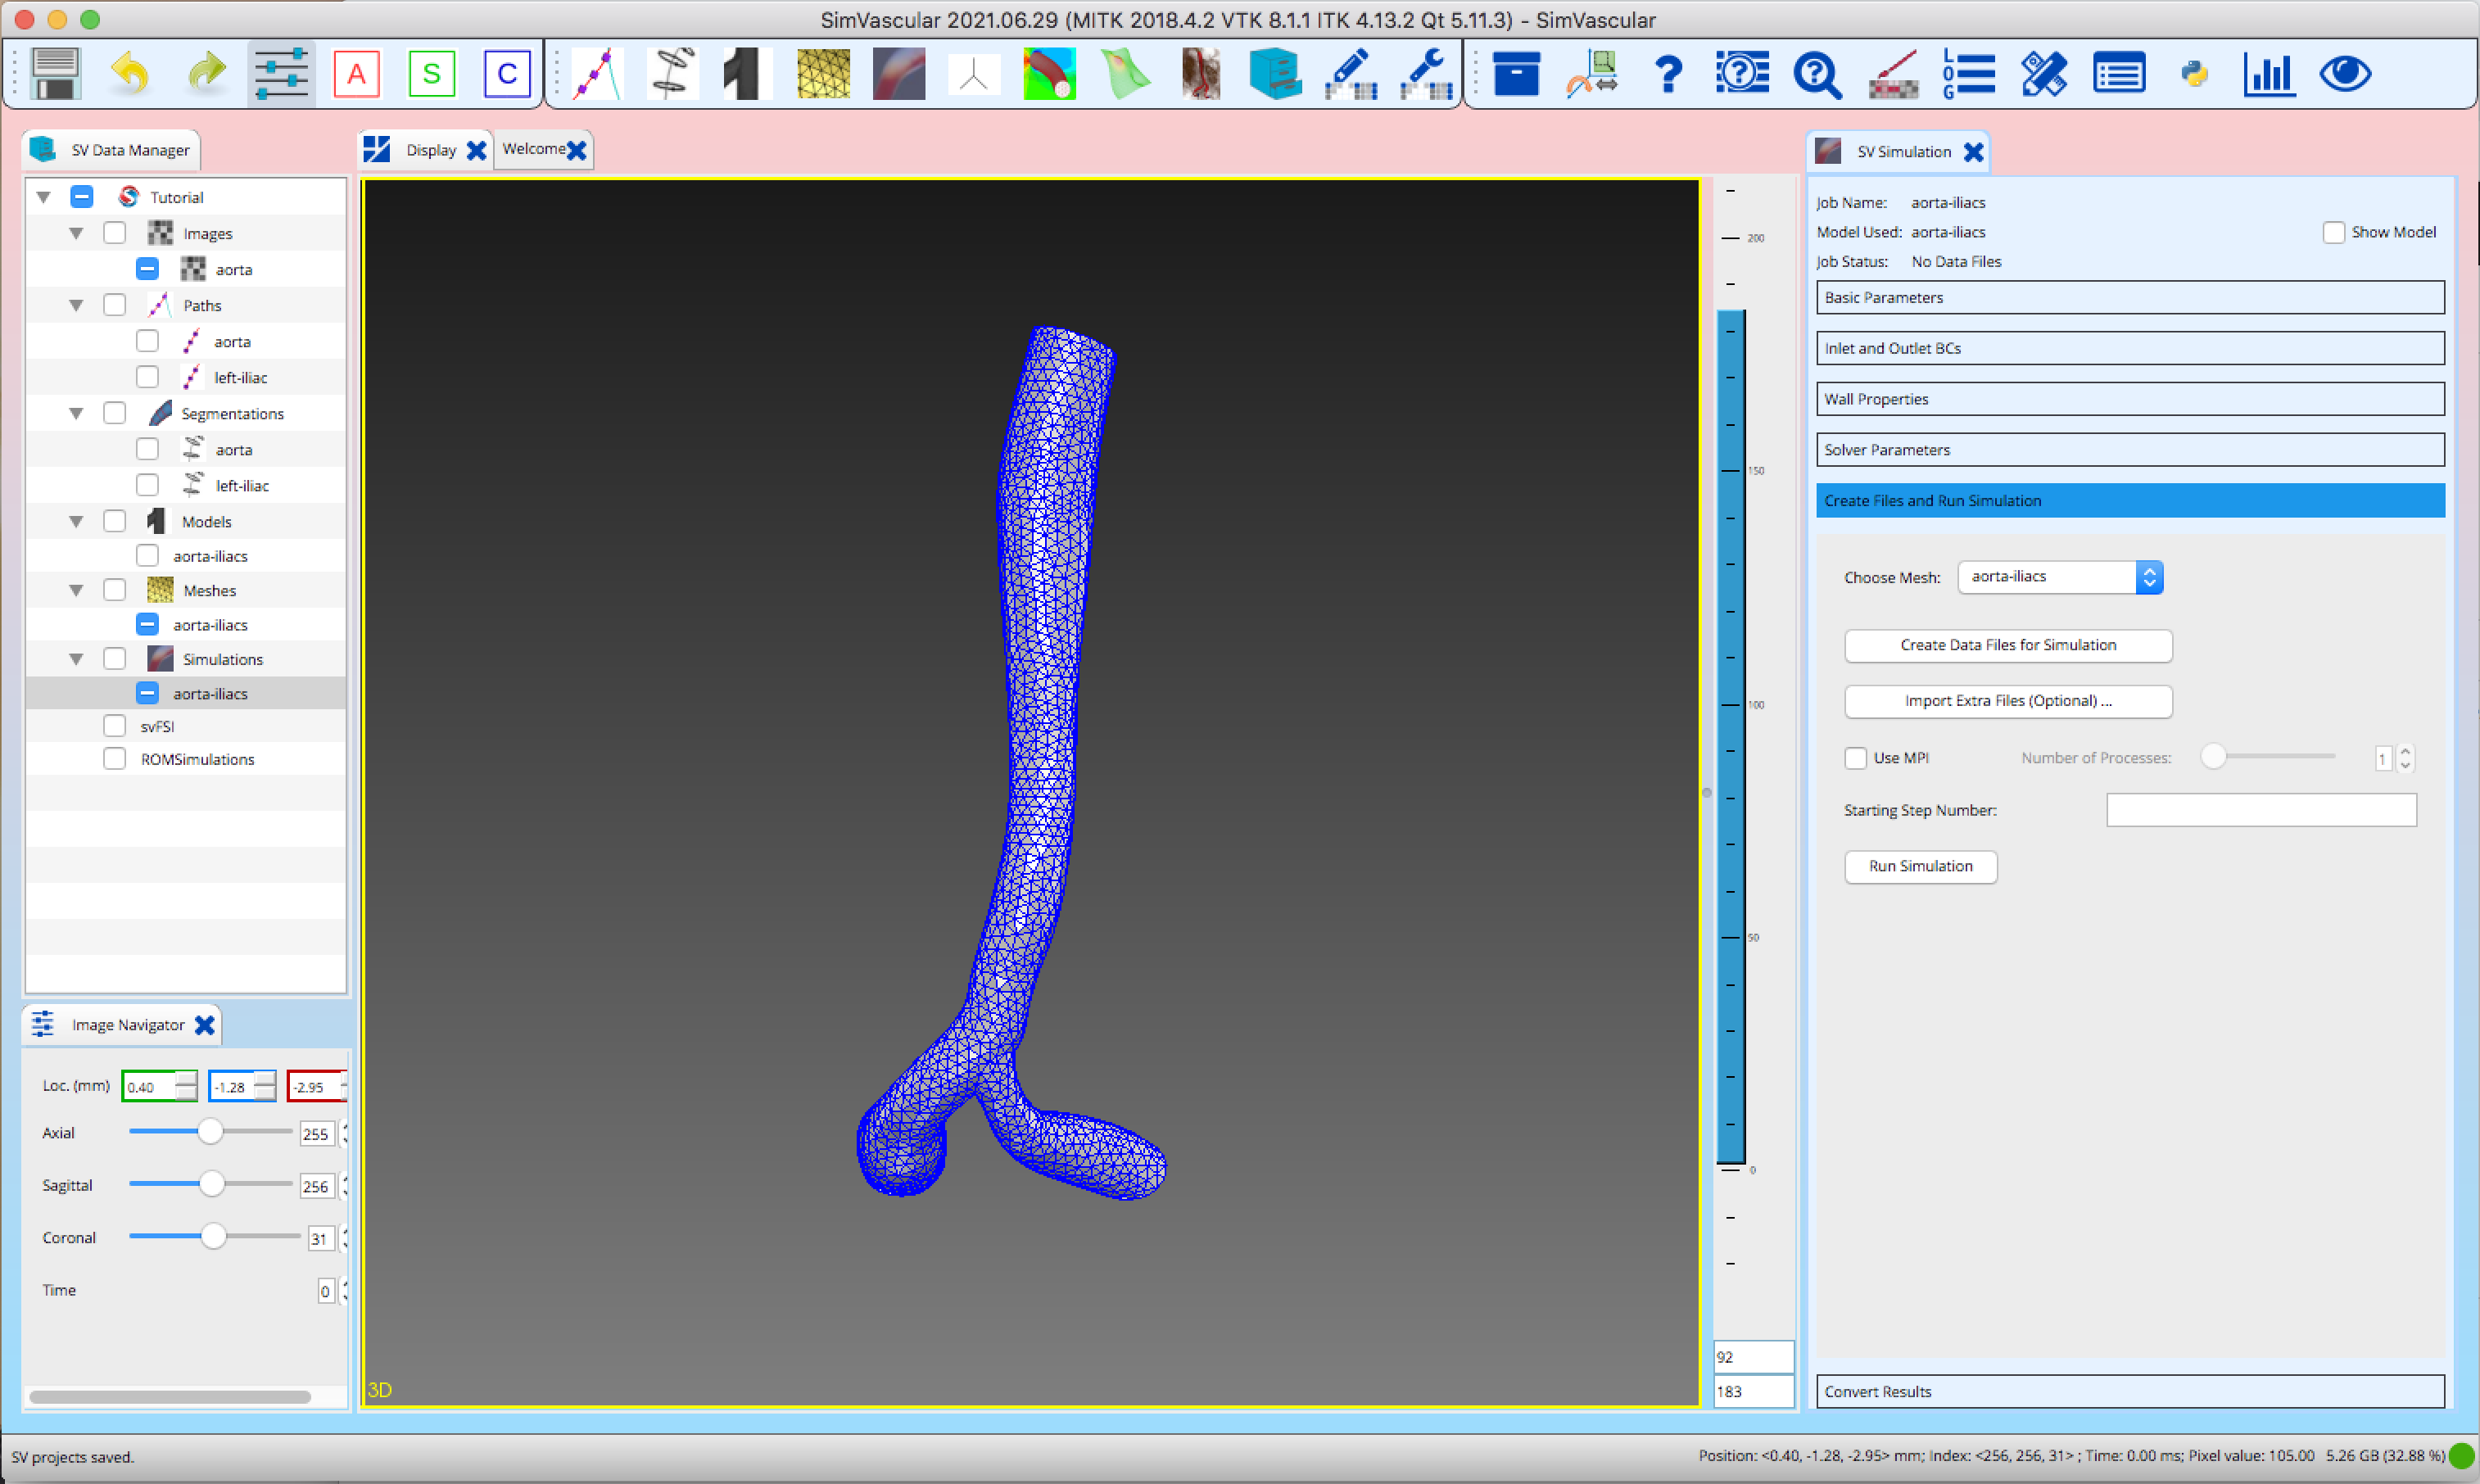 SimVascular 2021.06.29 (MITK 2018.4.2 VTK 8.1.1 ITK 4.13.2 Qt 5.11.3) - SimVascular
A
S
C
LOG
SV Data Manager
Tutorial
Images
aorta
Paths
aorta
left-iliac
Segmentations
aorta
left-iliac
Models
aorta-iliacs
Meshes
aorta-iliacs
Simulations
aorta-iliacs
svFSI
ROMSimulations
Image Navigator
Loc. (mm) 0.40 -1.28 -2.95
Axial 255
Sagittal 256
Coronal 31
Time 0
Display
Welcome
3D
200
150
100
50
0
92
183
SV Simulation
Job Name: aorta-iliacs
Model Used: aorta-iliacs
Show Model
Job Status: No Data Files
Basic Parameters
Inlet and Outlet BCs
Wall Properties
Solver Parameters
Create Files and Run Simulation
Choose Mesh: aorta-iliacs
Create Data Files for Simulation
Import Extra Files (Optional) ...
Use MPI Number of Processes: 1
Starting Step Number:
Run Simulation
Convert Results
SV projects saved.
Position: <0.40, -1.28, -2.95> mm; Index: <256, 256, 31> ; Time: 0.00 ms; Pixel value: 105.00 5.26 GB (32.88 %)